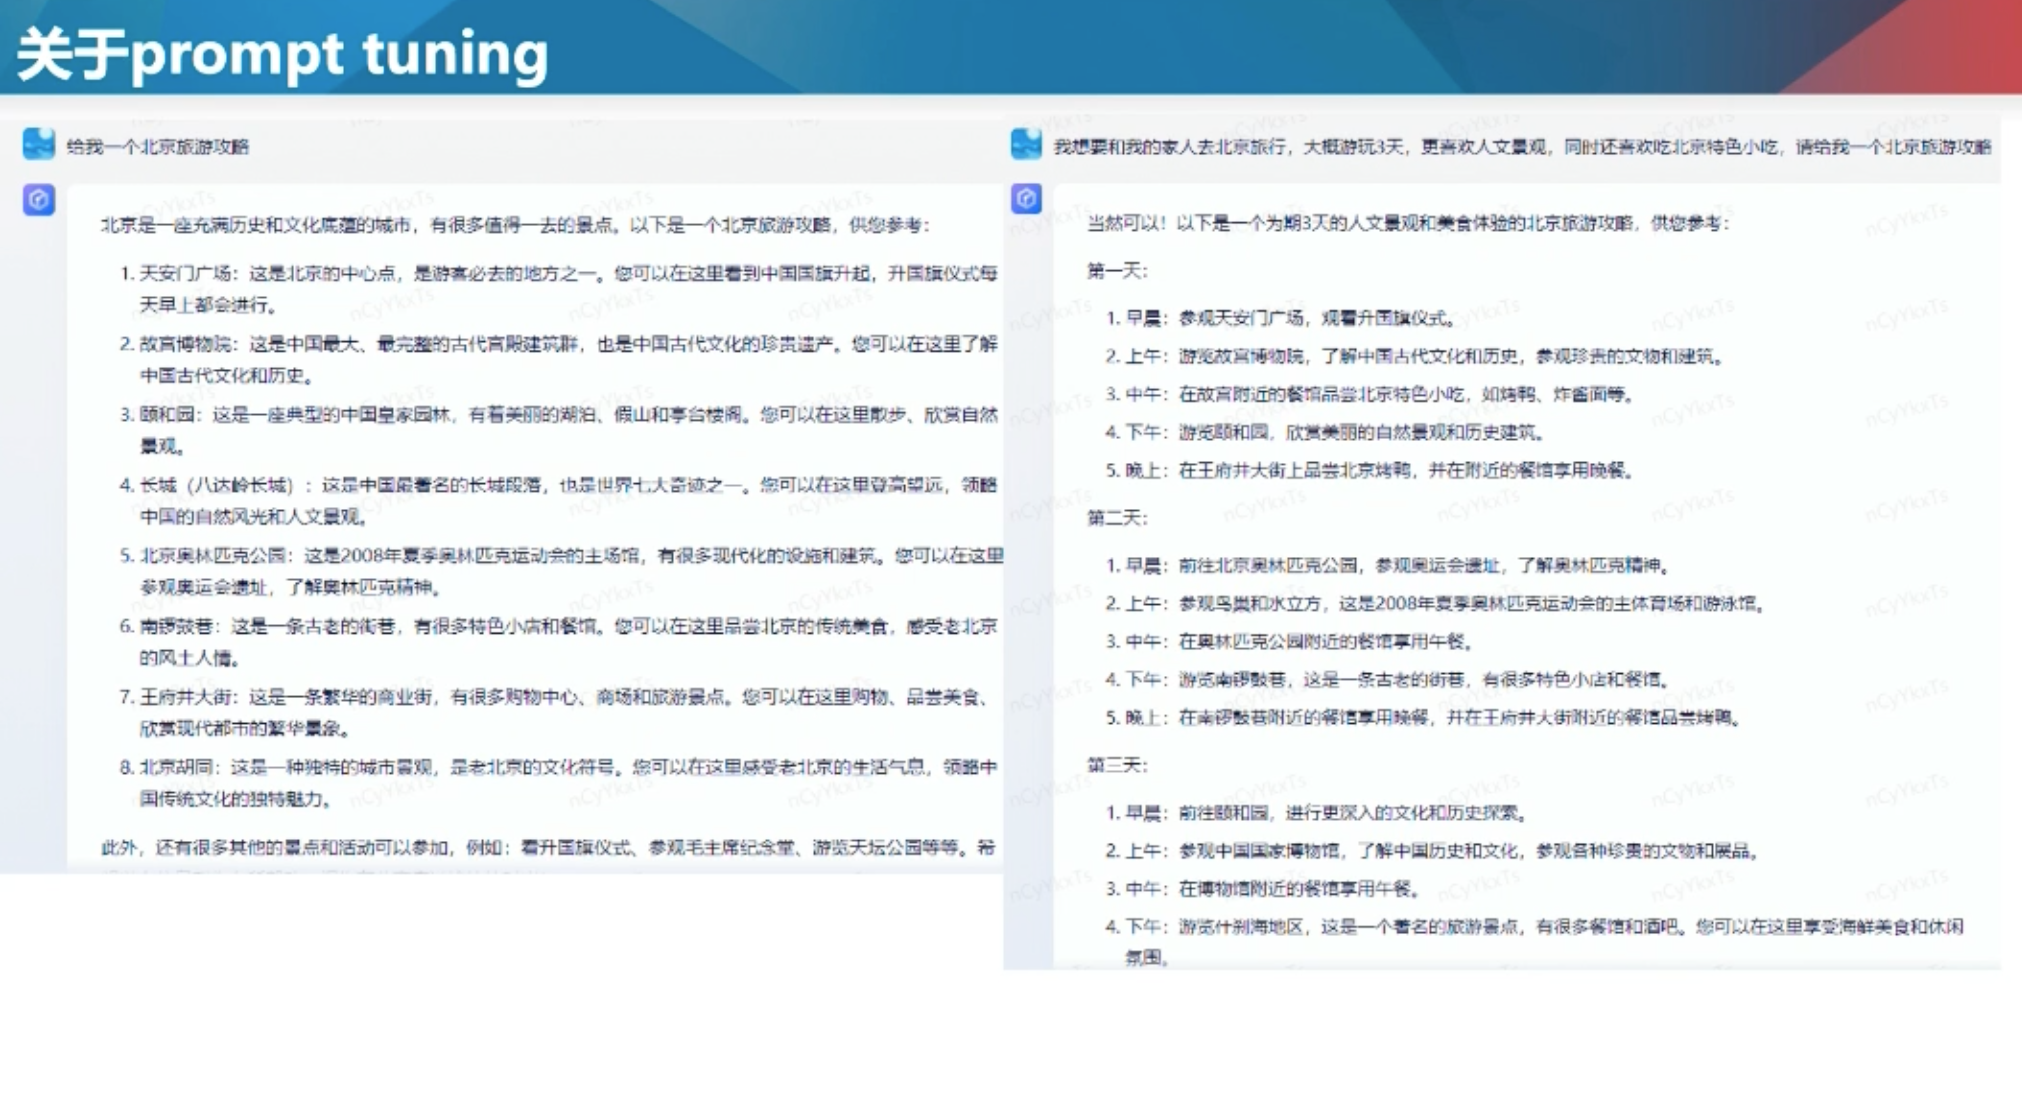 关于prompt tuning
给我一个北京旅游攻略
北京是一座充满历史和文化底蕴的城市，有很多值得一去的景点。以下是一个北京旅游攻略，供您参考：
1. 天安门广场：这是北京的中心点，是游客必去的地方之一。您可以在这里看到中国国旗升起，升国旗仪式每
天早上都会进行。
2. 故宫博物院：这是中国最大、最完整的古代宫殿建筑群，也是中国古代文化的珍贵遗产。您可以在这里了解
中国古代文化和历史。
3. 颐和园：这是一座典型的中国皇家园林，有着美丽的湖泊、假山和亭台楼阁。您可以在这里散步、欣赏自然
景观。
4. 长城（八达岭长城）：这是中国最著名的长城段落，也是世界七大奇迹之一。您可以在这里登高望远，领略
中国的自然风光和人文景观。
5. 北京奥林匹克公园：这是2008年夏季奥林匹克运动会的主场馆，有很多现代化的设施和建筑。您可以在这里
参观奥运会遗址，了解奥林匹克精神。
6. 南锣鼓巷：这是一条古老的街巷，有很多特色小店和餐馆。您可以在这里品尝北京的传统美食，感受老北京
的风土人情。
7. 王府井大街：这是一条繁华的商业街，有很多购物中心、商场和旅游景点。您可以在这里购物、品尝美食、
欣赏现代都市的繁华景象。
8. 北京胡同：这是一种独特的城市景观，是老北京的文化符号。您可以在这里感受老北京的生活气息，领略中
国传统文化的独特魅力。
此外，还有很多其他的景点和活动可以参加，例如：看升国旗仪式、参观毛主席纪念堂、游览天坛公园等等。希
我想要和我的家人去北京旅行，大概游玩3天，更喜欢人文景观，同时还喜欢吃北京特色小吃，请给我一个北京旅游攻略
当然可以！以下是一个为期3天的人文景观和美食体验的北京旅游攻略，供您参考：
第一天：
1. 早晨：参观天安门广场，观看升国旗仪式。
2. 上午：游览故宫博物院，了解中国古代文化和历史，参观珍贵的文物和建筑。
3. 中午：在故宫附近的餐馆品尝北京特色小吃，如烤鸭、炸酱面等。
4. 下午：游览颐和园，欣赏美丽的自然景观和历史建筑。
5. 晚上：在王府井大街上品尝北京烤鸭，并在附近的餐馆享用晚餐。
第二天：
1. 早晨：前往北京奥林匹克公园，参观奥运会遗址，了解奥林匹克精神。
2. 上午：参观鸟巢和水立方，这是2008年夏季奥林匹克运动会的主体育场和游泳馆。
3. 中午：在奥林匹克公园附近的餐馆享用午餐。
4. 下午：游览南锣鼓巷，这是一条古老的街巷，有很多特色小店和餐馆。
5. 晚上：在南锣鼓巷附近的餐馆享用晚餐，并在王府井大街附近的餐馆品尝烤鸭。
第三天：
1. 早晨：前往颐和园，进行更深入的文化和历史探索。
2. 上午：参观中国国家博物馆，了解中国历史和文化，参观各种珍贵的文物和展品。
3. 中午：在博物馆附近的餐馆享用午餐。
4. 下午：游览什刹海地区，这是一个著名的旅游景点，有很多餐馆和酒吧。您可以在这里享受海鲜美食和休闲
氛围。